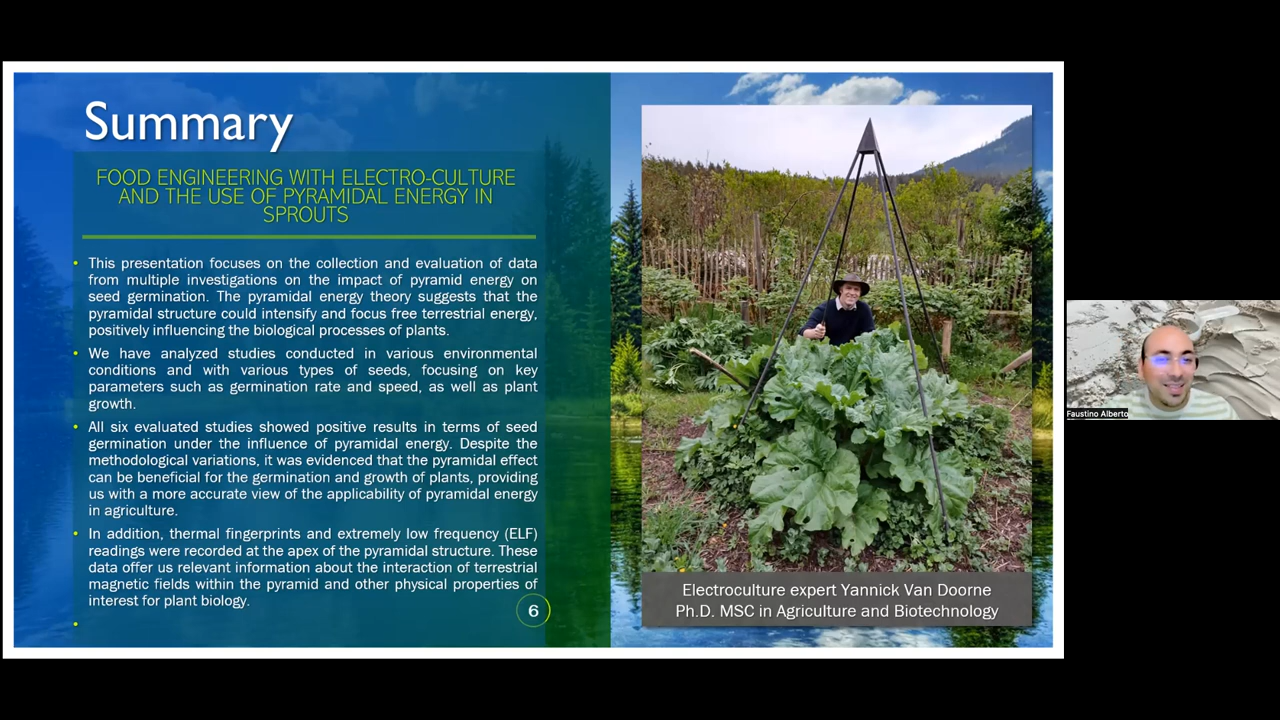 Summary
FOOD ENGINEERING WITH ELECTRO-CULTURE
AND THE USE OF PYRAMIDAL ENERGY IN
SPROUTS
• This presentation focuses on the collection and evaluation of data
from multiple investigations on the impact of pyramid energy on
seed germination. The pyramidal energy theory suggests that the
pyramidal structure could intensify and focus free terrestrial energy,
positively influencing the biological processes of plants.
• We have analyzed studies conducted in various environmental
conditions and with various types of seeds, focusing on key
parameters such as germination rate and speed, as well as plant
growth.
• All six evaluated studies showed positive results in terms of seed
germination under the influence of pyramidal energy. Despite the
methodological variations, it was evidenced that the pyramidal effect
can be beneficial for the germination and growth of plants, providing
us with a more accurate view of the applicability of pyramidal energy
in agriculture.
• In addition, thermal fingerprints and extremely low frequency (ELF)
readings were recorded at the apex of the pyramidal structure. These
data offer us relevant information about the interaction of terrestrial
magnetic fields within the pyramid and other physical properties of
interest for plant biology.
•
6
Electroculture expert Yannick Van Doorne
Ph.D. MSC in Agriculture and Biotechnology
Faustino Alberto